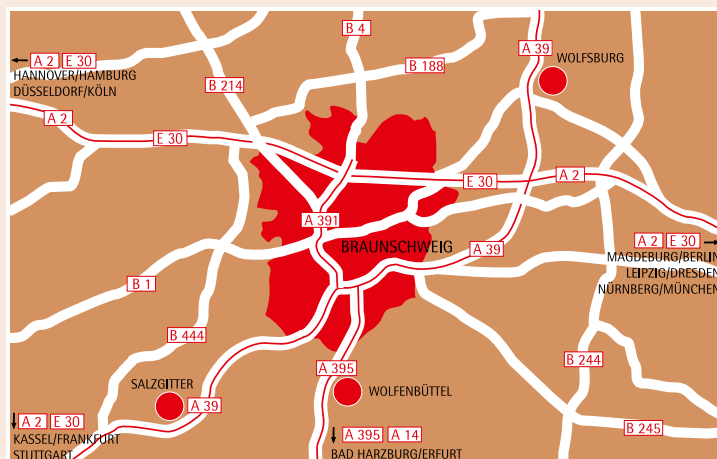 B 4
A 39
A 2 E 30
HANNOVER/HAMBURG
DÜSSELDORF/KÖLN
B 188
WOLFSBURG
B 214
A 2
E 30
E 30
A 2
A 391
BRAUNSCHWEIG
A 39
A 2 E 30
MAGDEBURG/BERLIN
LEIPZIG/DRESDEN
NÜRNBERG/MÜNCHEN
B 1
B 444
A 395
B 244
SALZGITTER
WOLFENBÜTTEL
A 39
A 2 E 30
KASSEL/FRANKFURT
STUTTGART
A 395 A 14
BAD HARZBURG/ERFURT
B 245